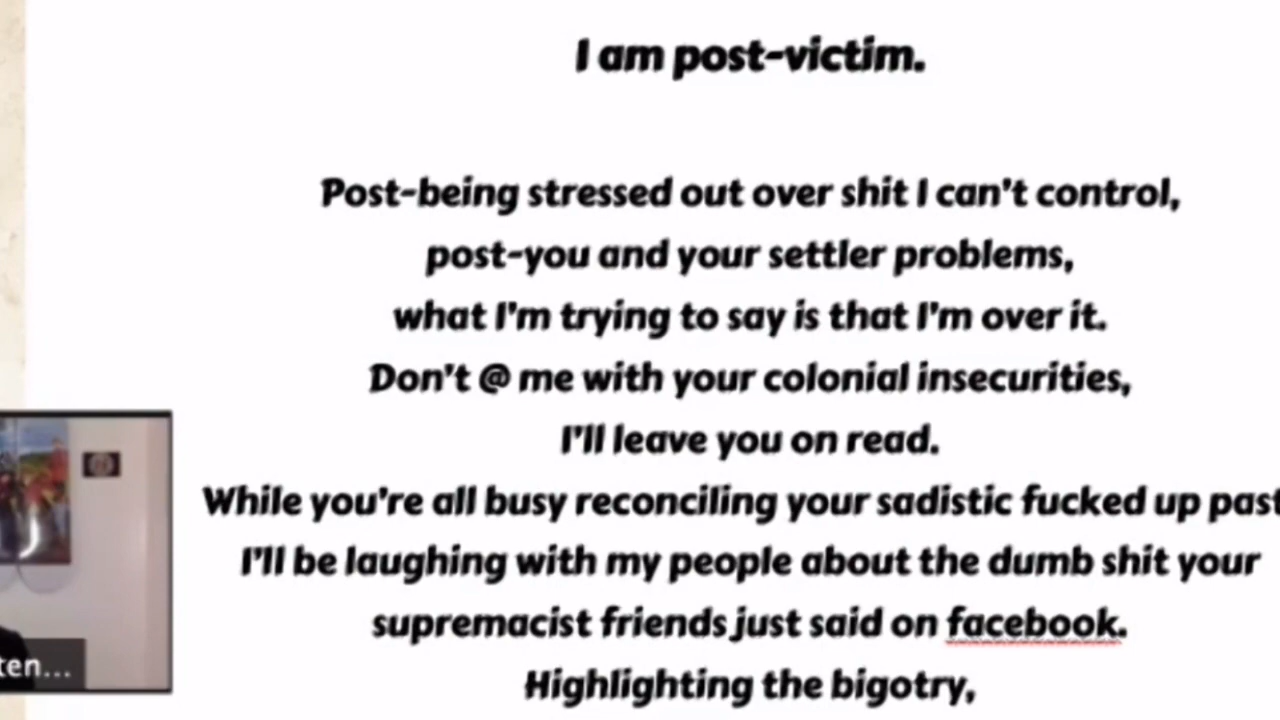 I am post-victim.
Post-being stressed out over shit I can't control,
post-you and your settler problems,
what I'm trying to say is that I'm over it.
Don't @ me with your colonial insecurities,
I'll leave you on read.
While you're all busy reconciling your sadistic fucked up past
I'll be laughing with my people about the dumb shit your
supremacist friends just said on facebook.
Highlighting the bigotry,
ten...